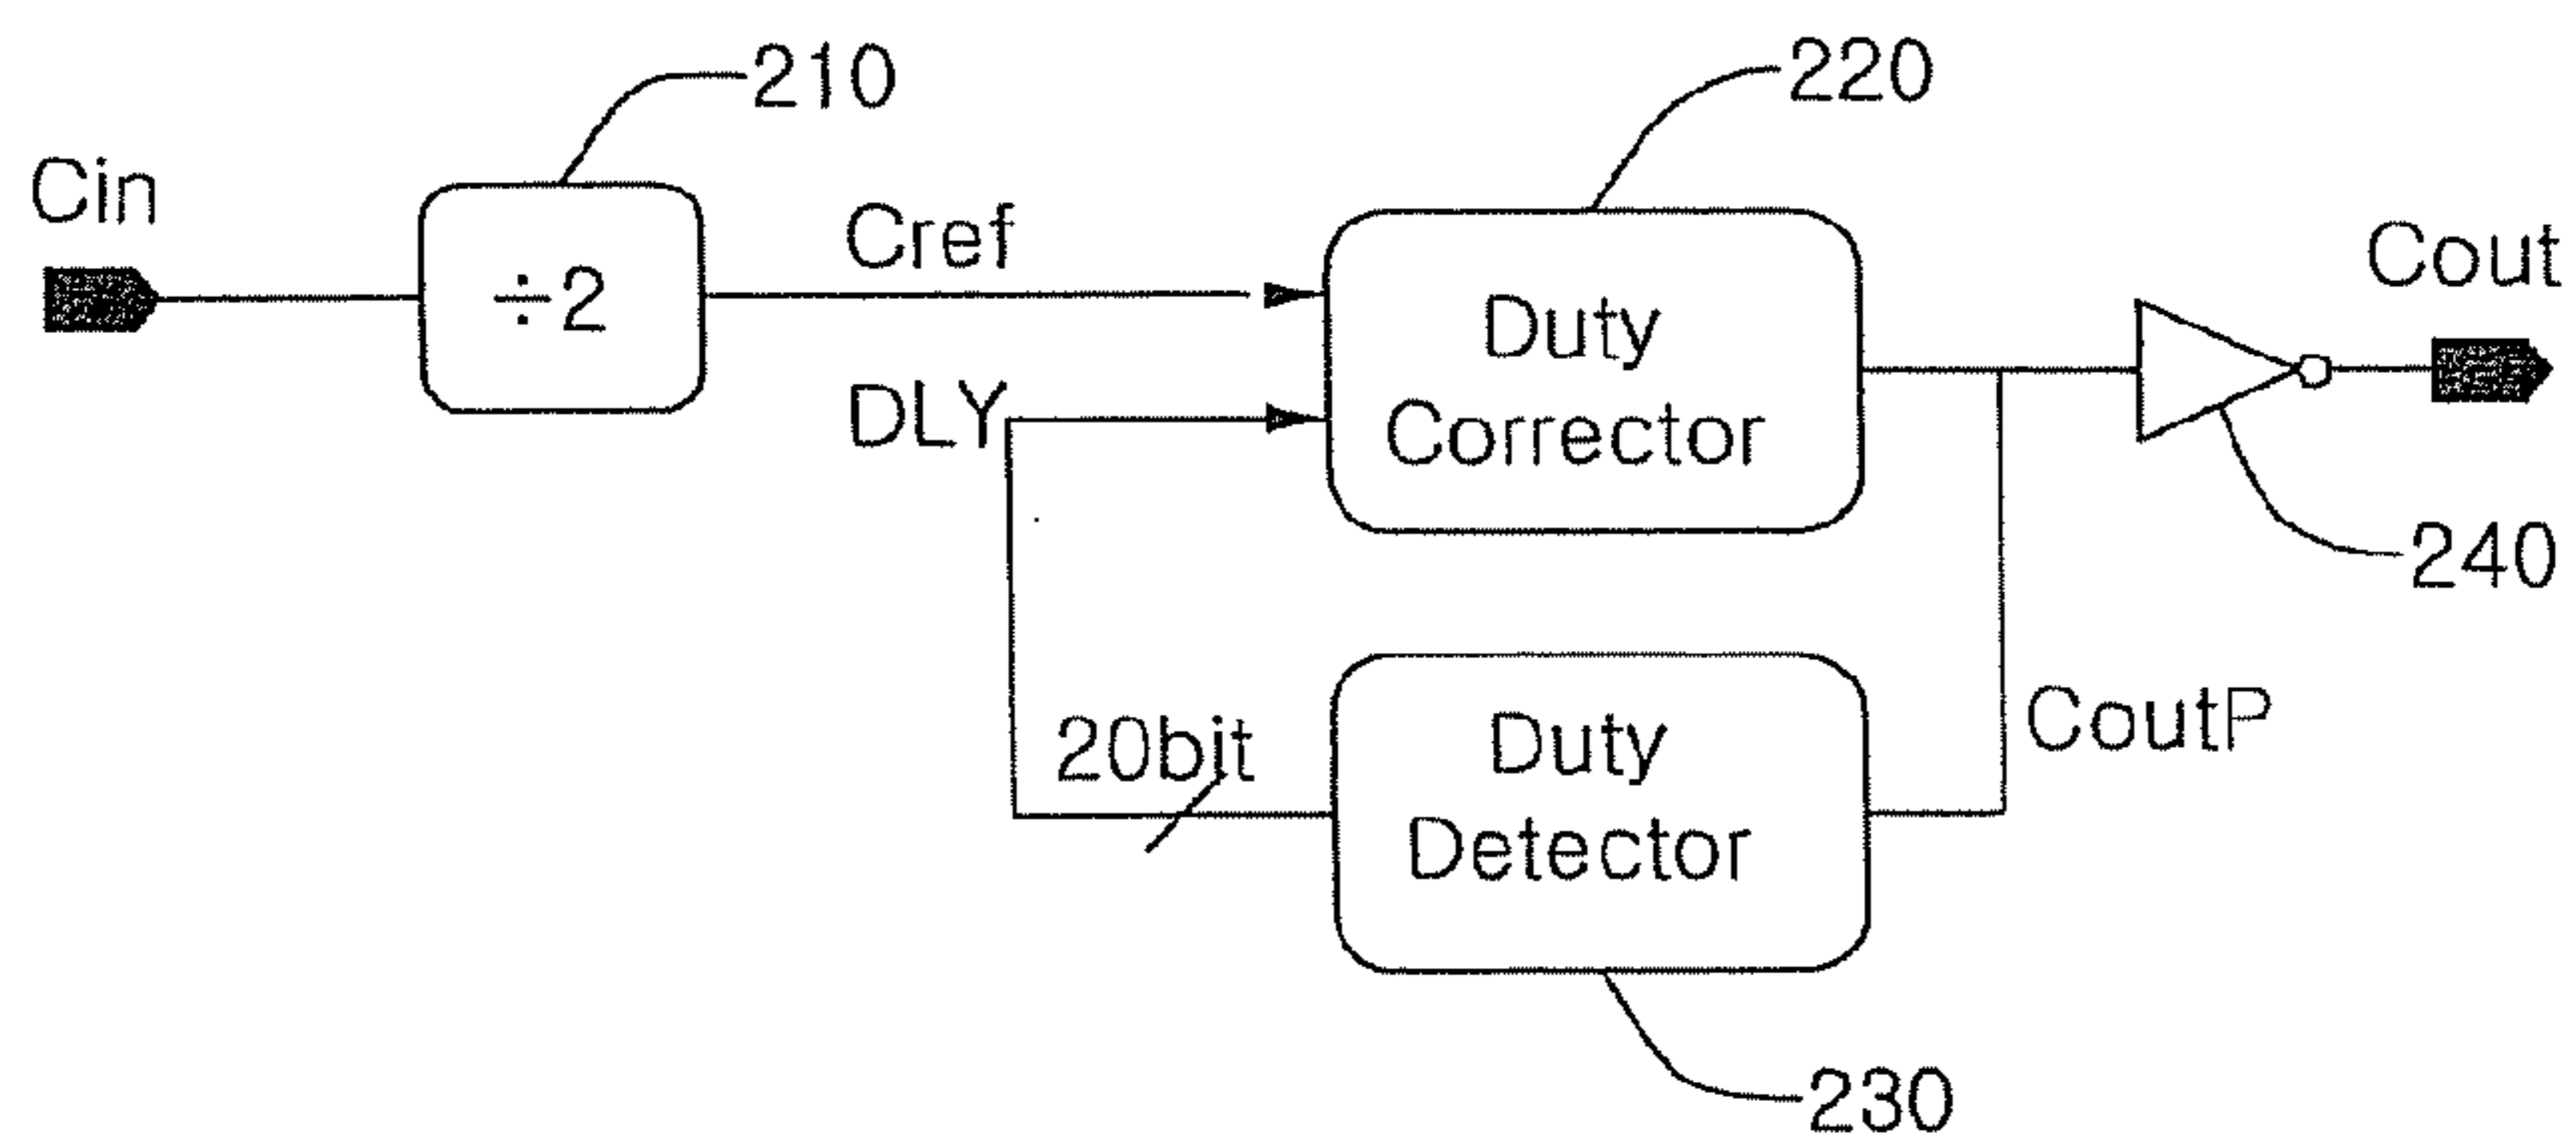 210
220
Cin
Cref
Cout
÷2
Duty
Corrector
DLY
240
20bit
Duty
Detector
CoutP
230